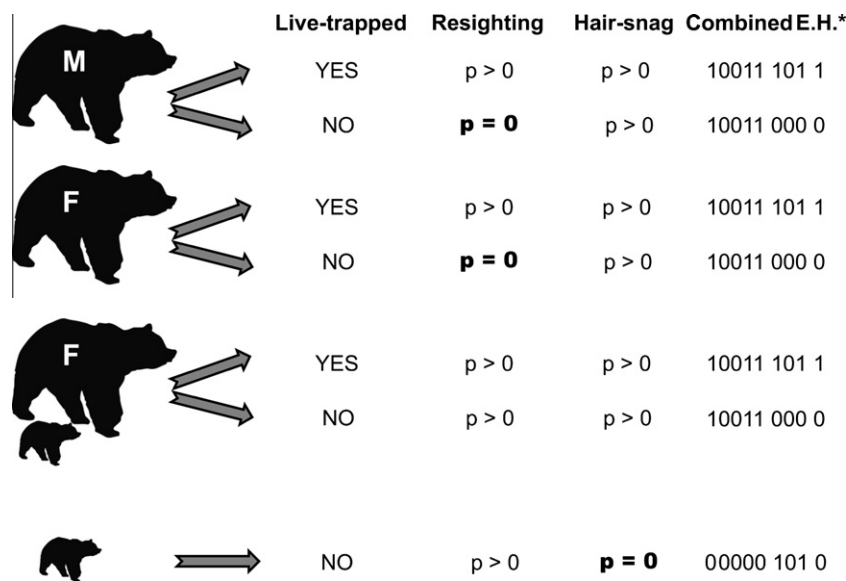 Live-trapped Resighting Hair-snag Combined E.H.*
M YES p > 0 p > 0 10011 101 1
NO p = 0 p > 0 10011 000 0
F YES p > 0 p > 0 10011 101 1
NO p = 0 p > 0 10011 000 0
F YES p > 0 p > 0 10011 101 1
NO p > 0 p > 0 10011 000 0
NO p > 0 p = 0 00000 101 0